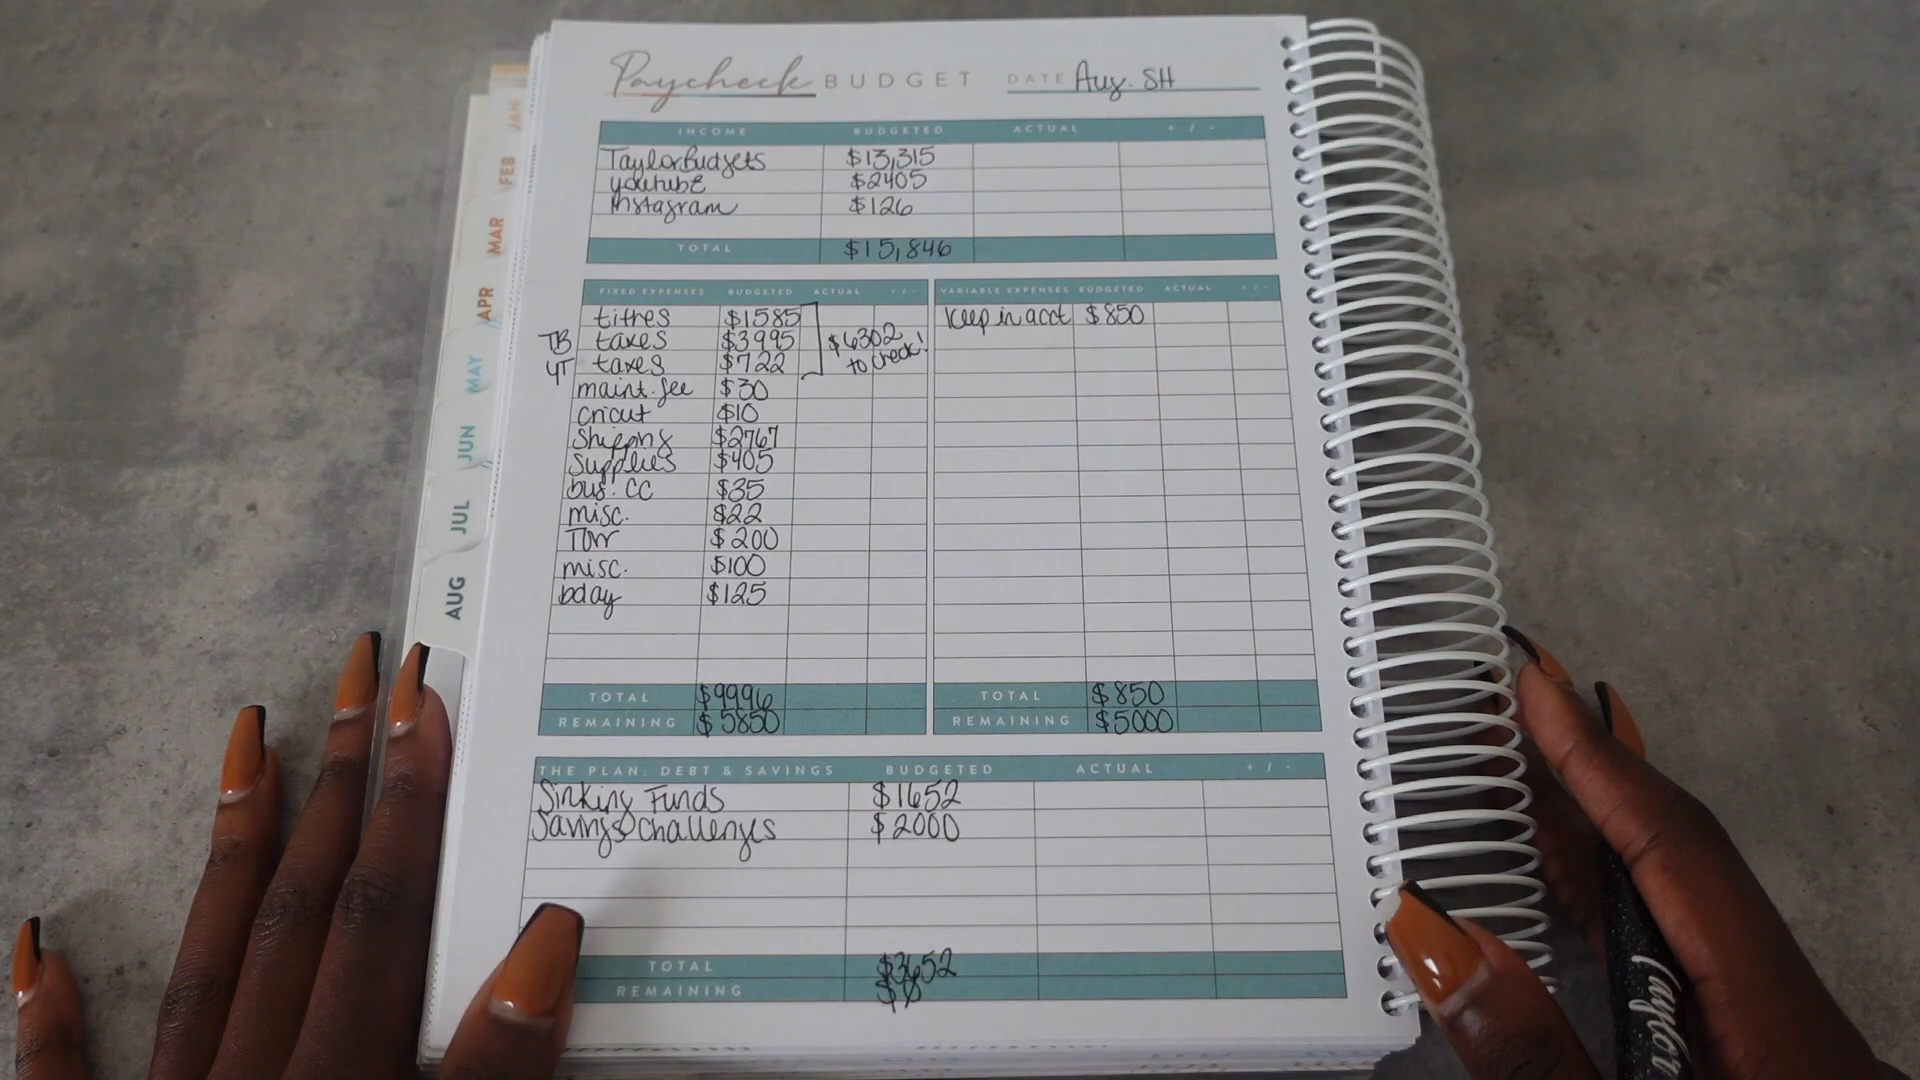 Paycheck BUDGET DATE Aug. SH
INCOME BUDGETED ACTUAL + / -
TaylorBudgets $13,315
youtube $2405
Instagram $126
TOTAL $15,846
FIXED EXPENSES BUDGETED ACTUAL + / -
tithes $1585
TB taxes $3995
YT taxes $722
$6302
to check!
maint. fee $30
cricut $10
Shipping $2767
Supplies $405
bus. CC $35
misc. $22
$200
misc. $100
bday $125
TOTAL $9996
REMAINING $5850
VARIABLE EXPENSES BUDGETED ACTUAL + / -
keep in acct $850
TOTAL $850
REMAINING $5000
THE PLAN: DEBT & SAVINGS BUDGETED ACTUAL + / -
Sinking Funds $1652
Savings Challenges $2000
TOTAL $3652
REMAINING $0
JAN
FEB
MAR
APR
MAY
JUN
JUL
AUG
Taylor